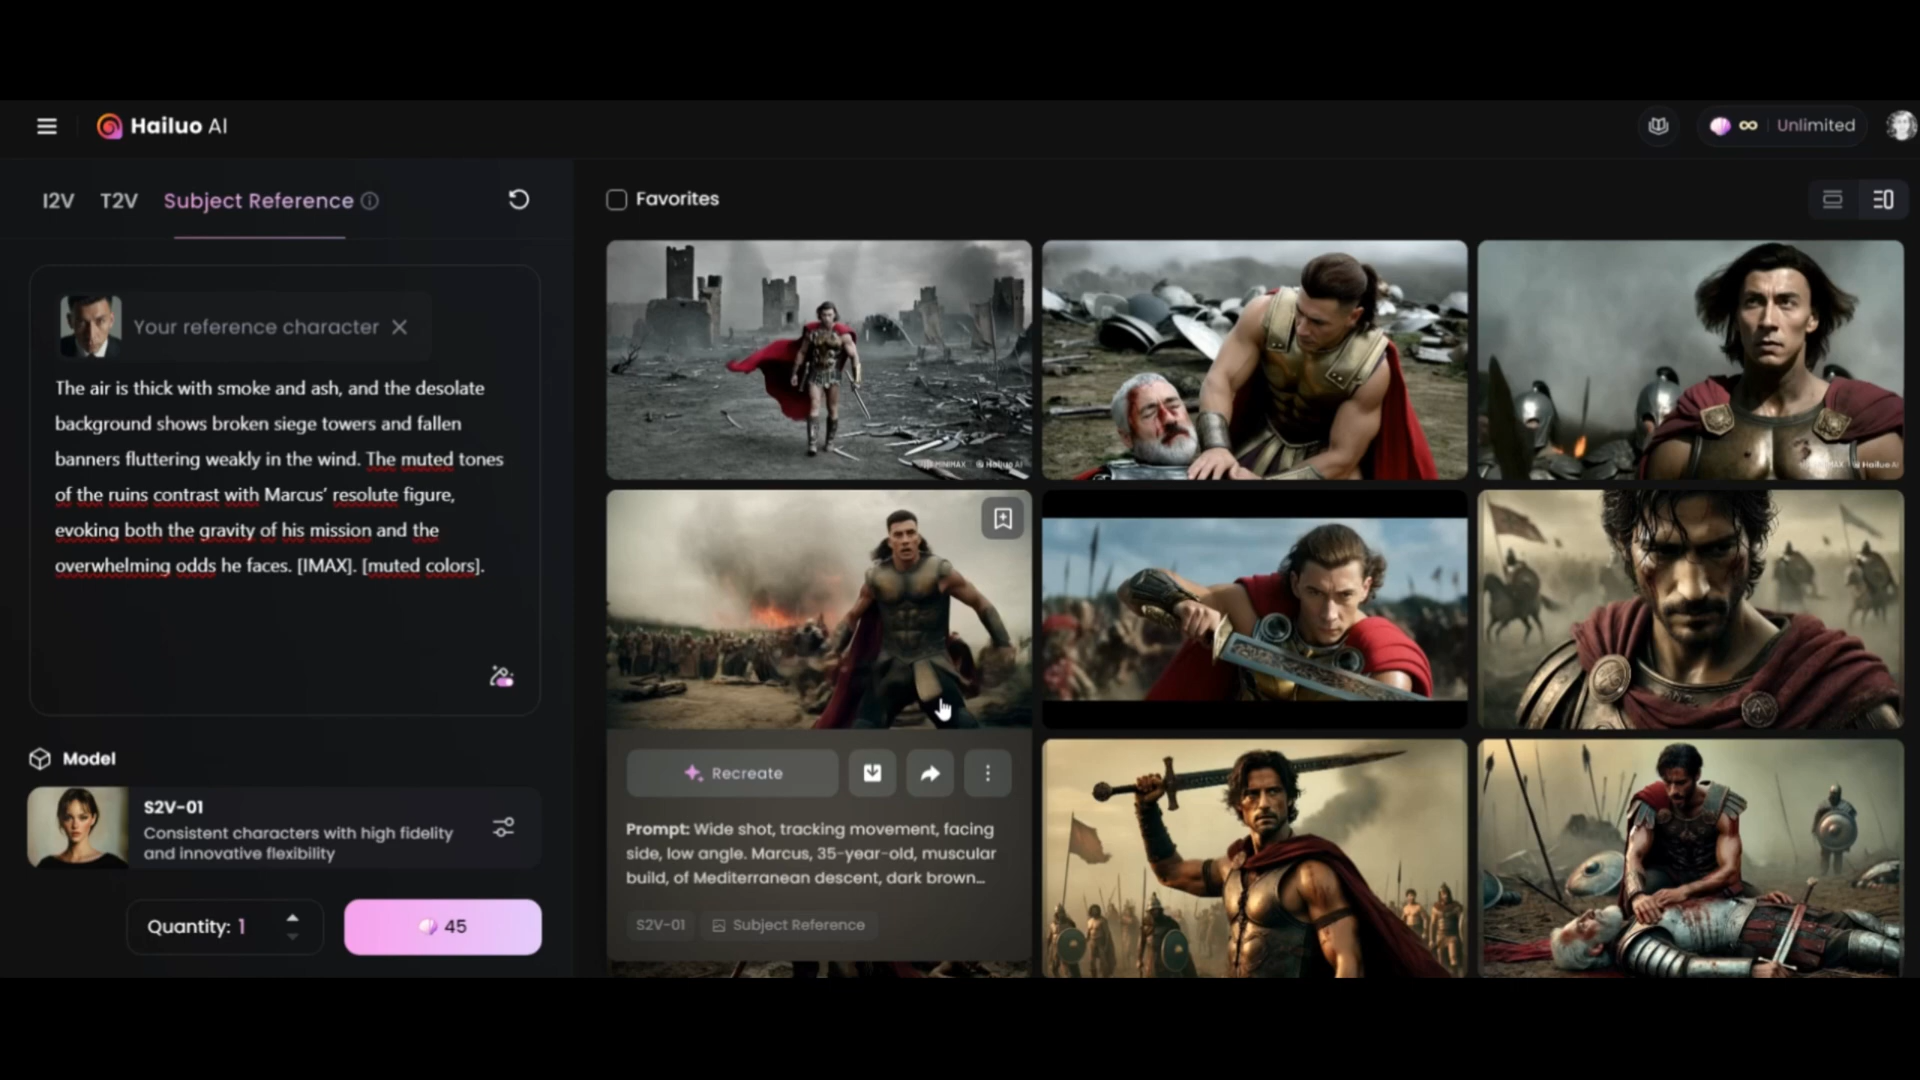 Hailuo AI
Unlimited
I2V T2V Subject Reference
Favorites
Your reference character
The air is thick with smoke and ash, and the desolate
background shows broken siege towers and fallen
banners fluttering weakly in the wind. The muted tones
of the ruins contrast with Marcus’ resolute figure,
evoking both the gravity of his mission and the
overwhelming odds he faces. [IMAX]. [muted colors].
MINIMAX Hailuo AI
Hailuo AI
Model
S2V-01
Consistent characters with high fidelity
and innovative flexibility
Quantity: 1
45
Recreate
Prompt: Wide shot, tracking movement, facing
side, low angle. Marcus, 35-year-old, muscular
build, of Mediterranean descent, dark brown...
S2V-01 Subject Reference